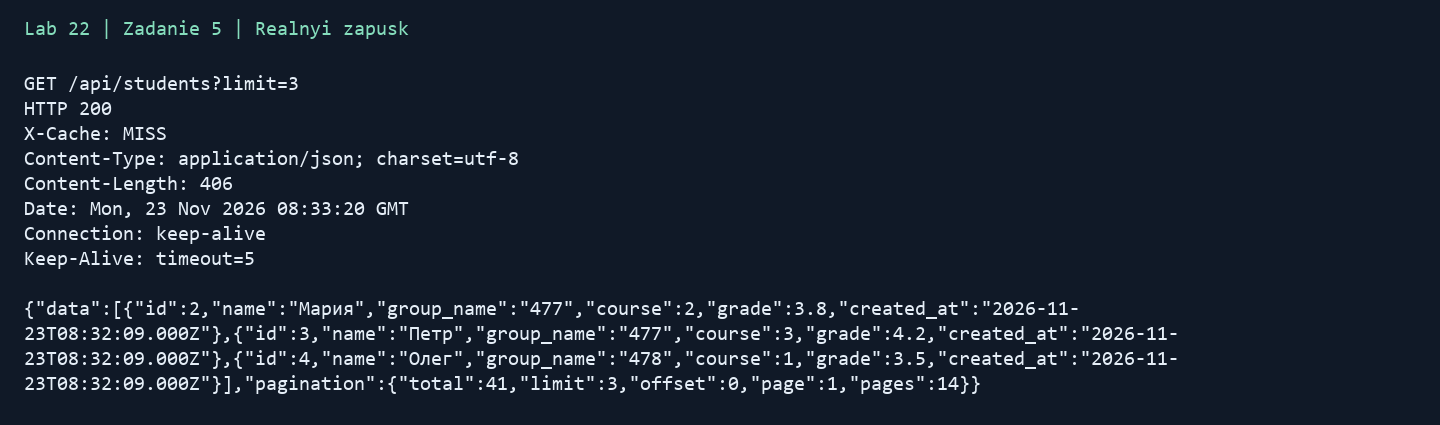 Lab 22 | Zadanie 5 | Realnyi zapusk
GET /api/students?limit=3
HTTP 200
X-Cache: MISS
Content-Type: application/json; charset=utf-8
Content-Length: 406
Date: Mon, 23 Nov 2026 08:33:20 GMT
Connection: keep-alive
Keep-Alive: timeout=5
{"data":[{"id":2,"name":"Мария","group_name":"477","course":2,"grade":3.8,"created_at":"2026-11-
23T08:32:09.000Z"},{"id":3,"name":"Петр","group_name":"477","course":3,"grade":4.2,"created_at":"2026-11-
23T08:32:09.000Z"},{"id":4,"name":"Олег","group_name":"478","course":1,"grade":3.5,"created_at":"2026-11-
23T08:32:09.000Z"}],"pagination":{"total":41,"limit":3,"offset":0,"page":1,"pages":14}}